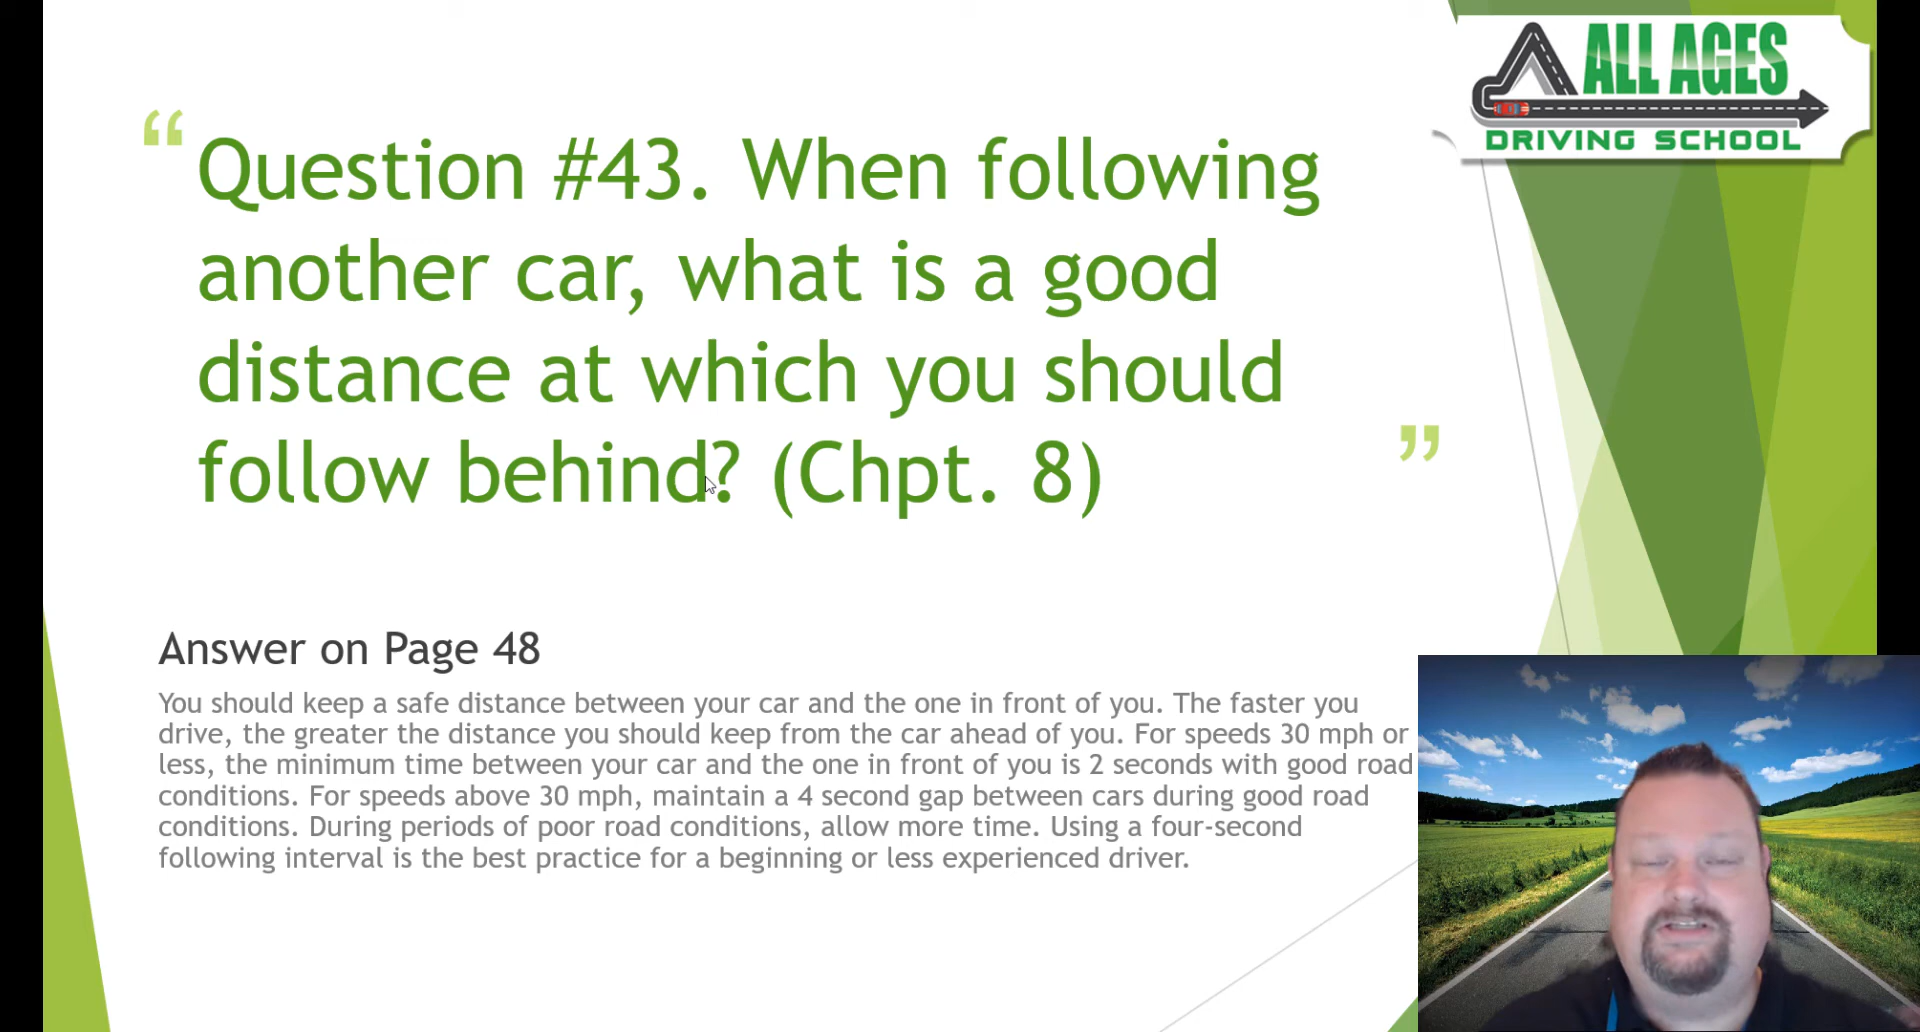 ALL AGES
DRIVING SCHOOL
“Question #43. When following
another car, what is a good
distance at which you should
follow behind? (Chpt. 8)”
Answer on Page 48
You should keep a safe distance between your car and the one in front of you. The faster you
drive, the greater the distance you should keep from the car ahead of you. For speeds 30 mph or
less, the minimum time between your car and the one in front of you is 2 seconds with good road
conditions. For speeds above 30 mph, maintain a 4 second gap between cars during good road
conditions. During periods of poor road conditions, allow more time. Using a four-second
following interval is the best practice for a beginning or less experienced driver.